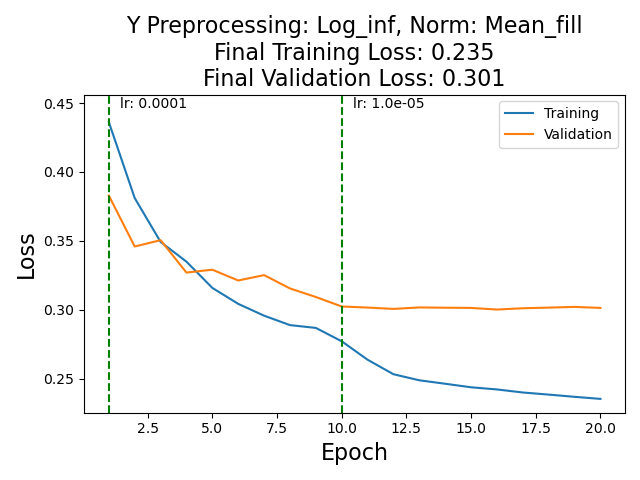 Y Preprocessing: Log_inf, Norm: Mean_fill
Final Training Loss: 0.235
Final Validation Loss: 0.301
lr: 0.0001
lr: 1.0e-05
Training
Validation
0.45
0.40
0.35
0.30
0.25
Loss
2.5 5.0 7.5 10.0 12.5 15.0 17.5 20.0
Epoch